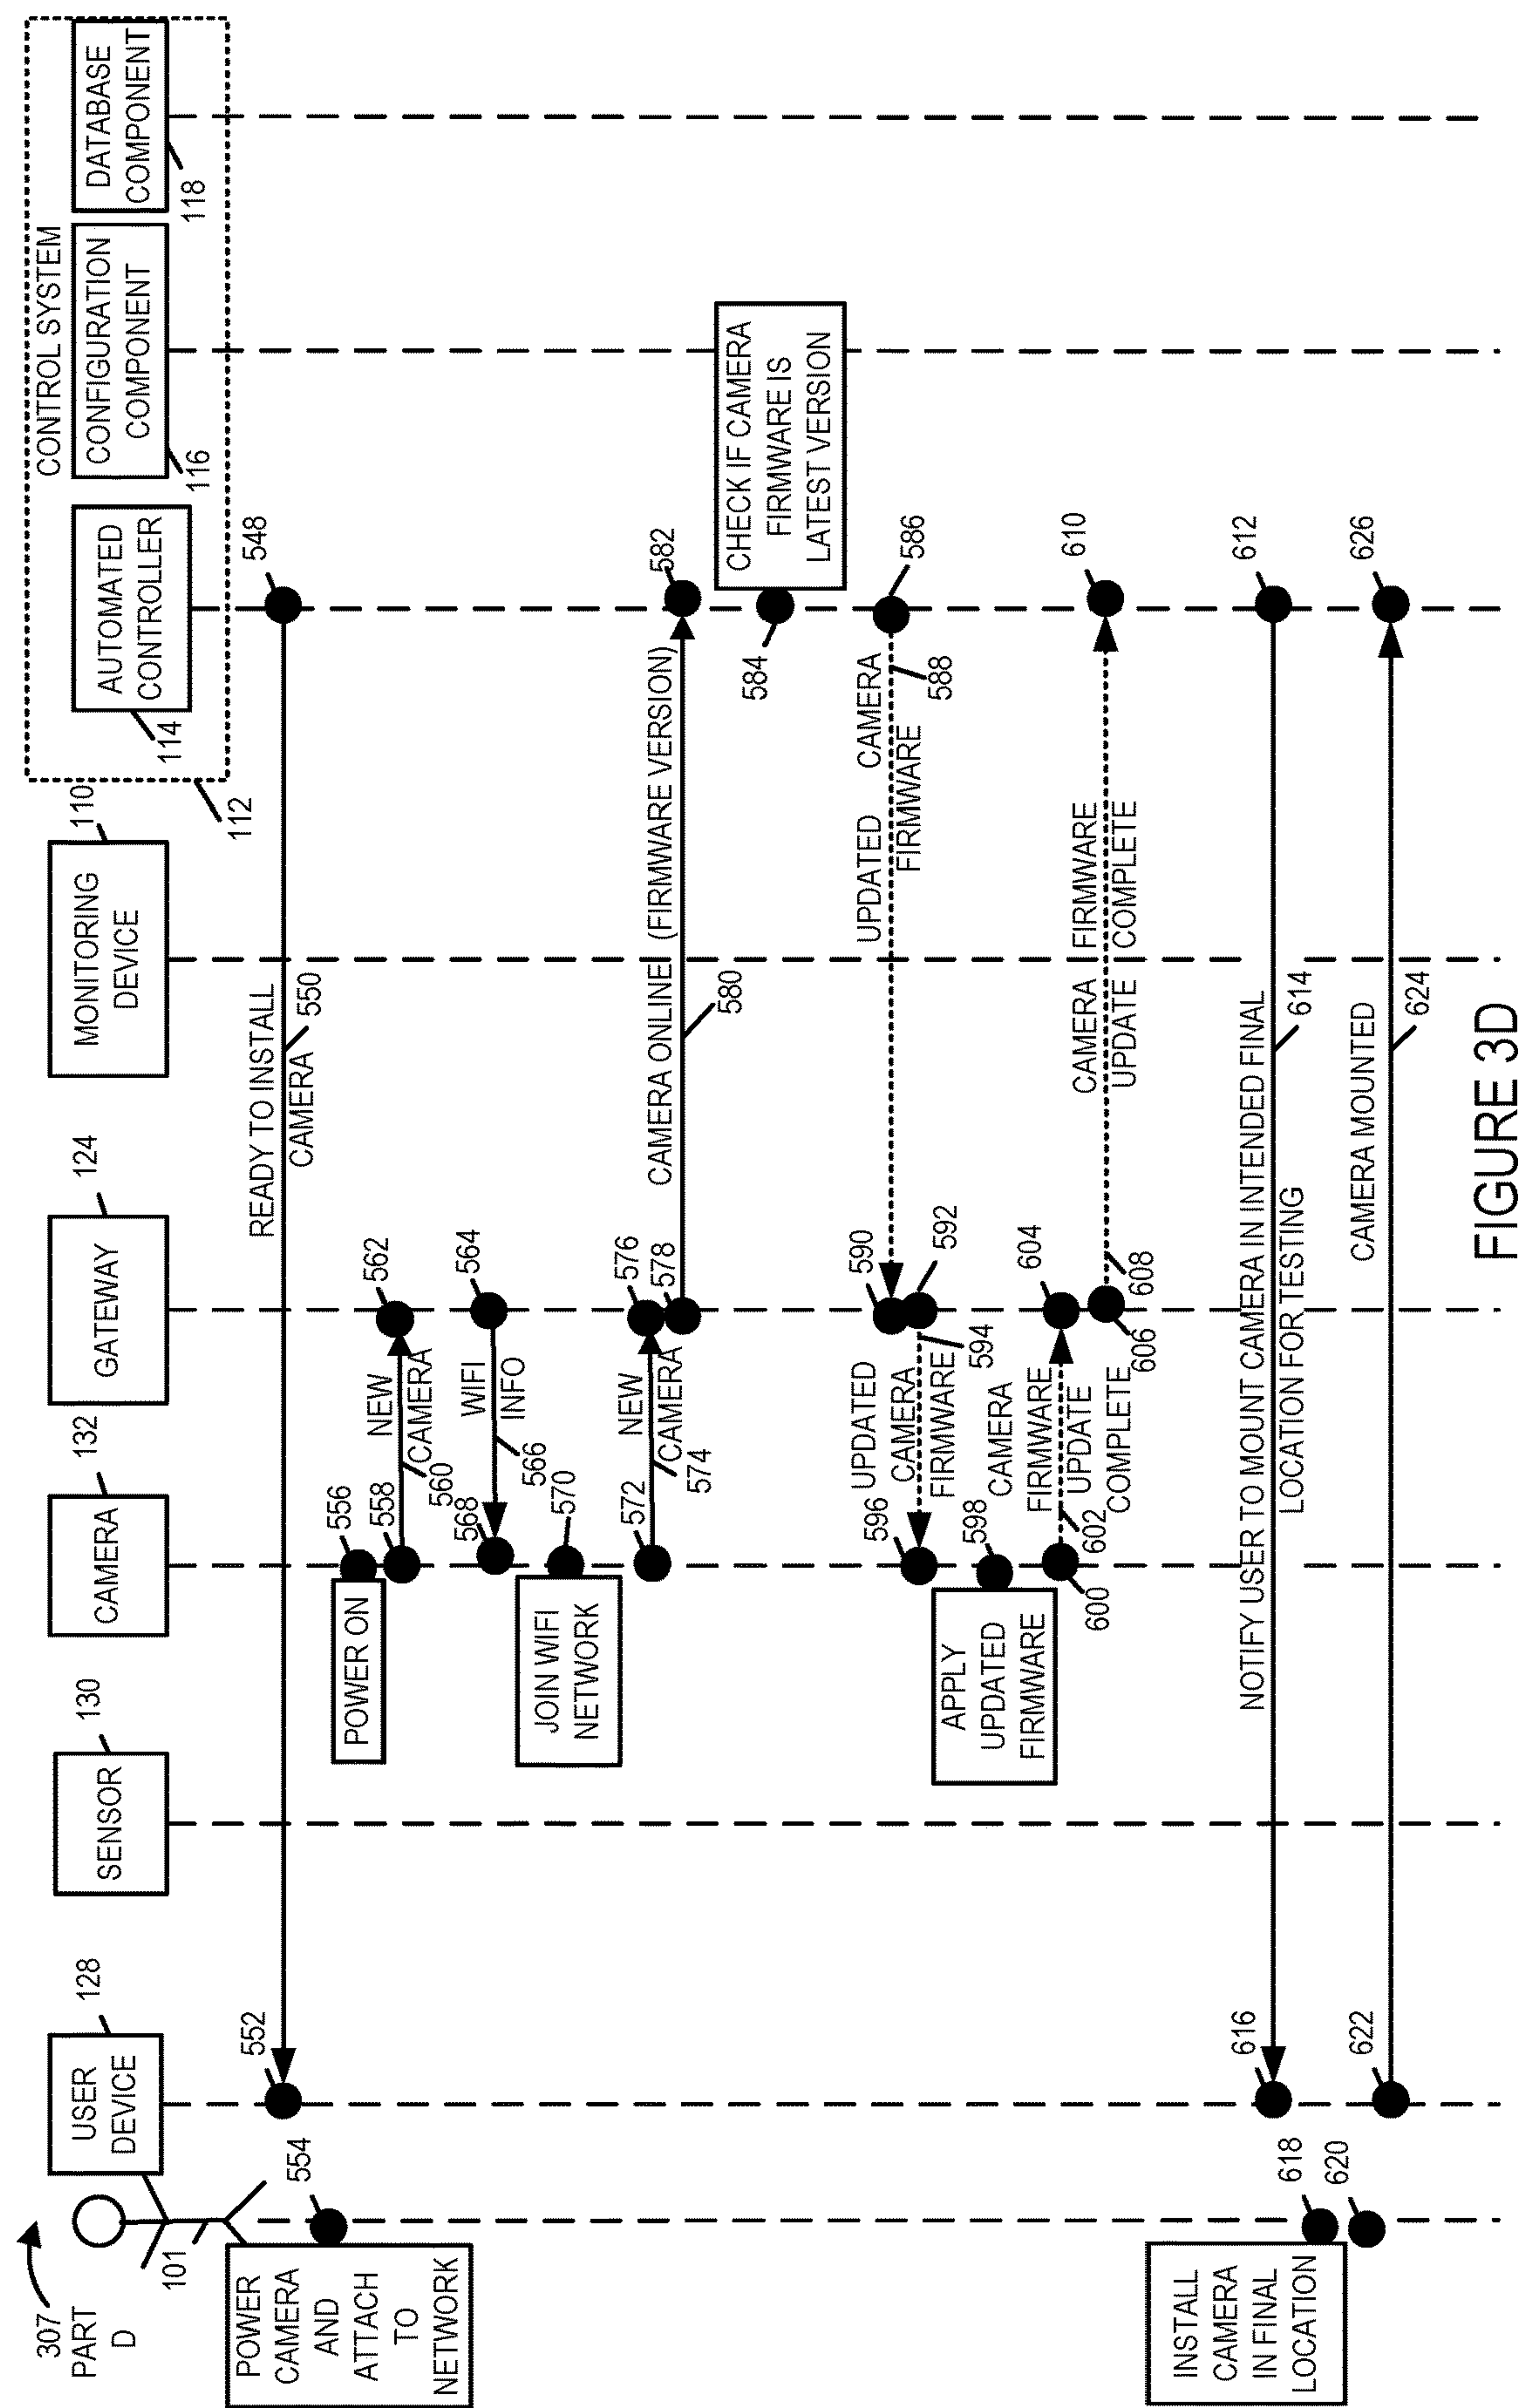 307
PART
D
101
USER
DEVICE
128
SENSOR
130
CAMERA
132
GATEWAY
124
MONITORING
DEVICE
110
CONTROL SYSTEM
112
AUTOMATED
CONTROLLER
114
CONFIGURATION
COMPONENT
116
DATABASE
COMPONENT
118
548
READY TO INSTALL
CAMERA
550
552
POWER
CAMERA
AND
ATTACH
TO
NETWORK
554
POWER ON
556
558
NEW
CAMERA
560
562
564
WIFI
INFO
566
568
JOIN WIFI
NETWORK
570
572
NEW
CAMERA
574
576
578
CAMERA ONLINE (FIRMWARE VERSION)
580
582
584
CHECK IF CAMERA
FIRMWARE IS
LATEST VERSION
586
UPDATED CAMERA
FIRMWARE
588
590
592
UPDATED
CAMERA
FIRMWARE
594
596
APPLY
UPDATED
FIRMWARE
598
600
CAMERA
FIRMWARE
UPDATE
COMPLETE
602
604
606
CAMERA FIRMWARE
UPDATE COMPLETE
608
610
612
NOTIFY USER TO MOUNT CAMERA IN INTENDED FINAL
LOCATION FOR TESTING
614
616
INSTALL
CAMERA
IN FINAL
LOCATION
618
620
622
CAMERA MOUNTED
624
626
FIGURE 3D